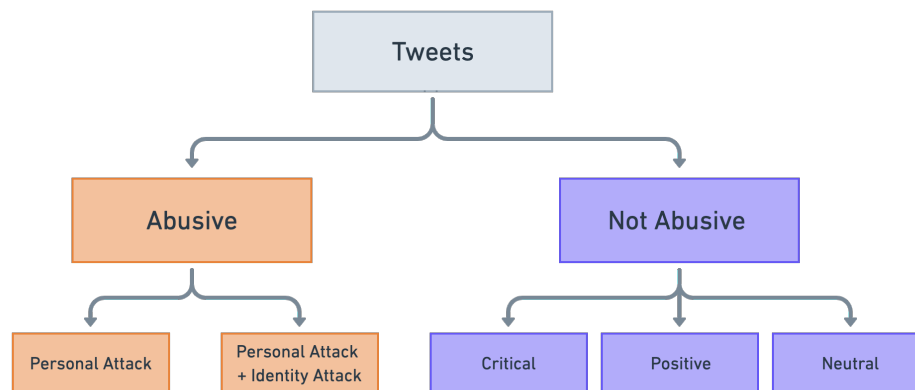 Tweets
Abusive
Not Abusive
Personal Attack
Personal Attack
+ Identity Attack
Critical
Positive
Neutral